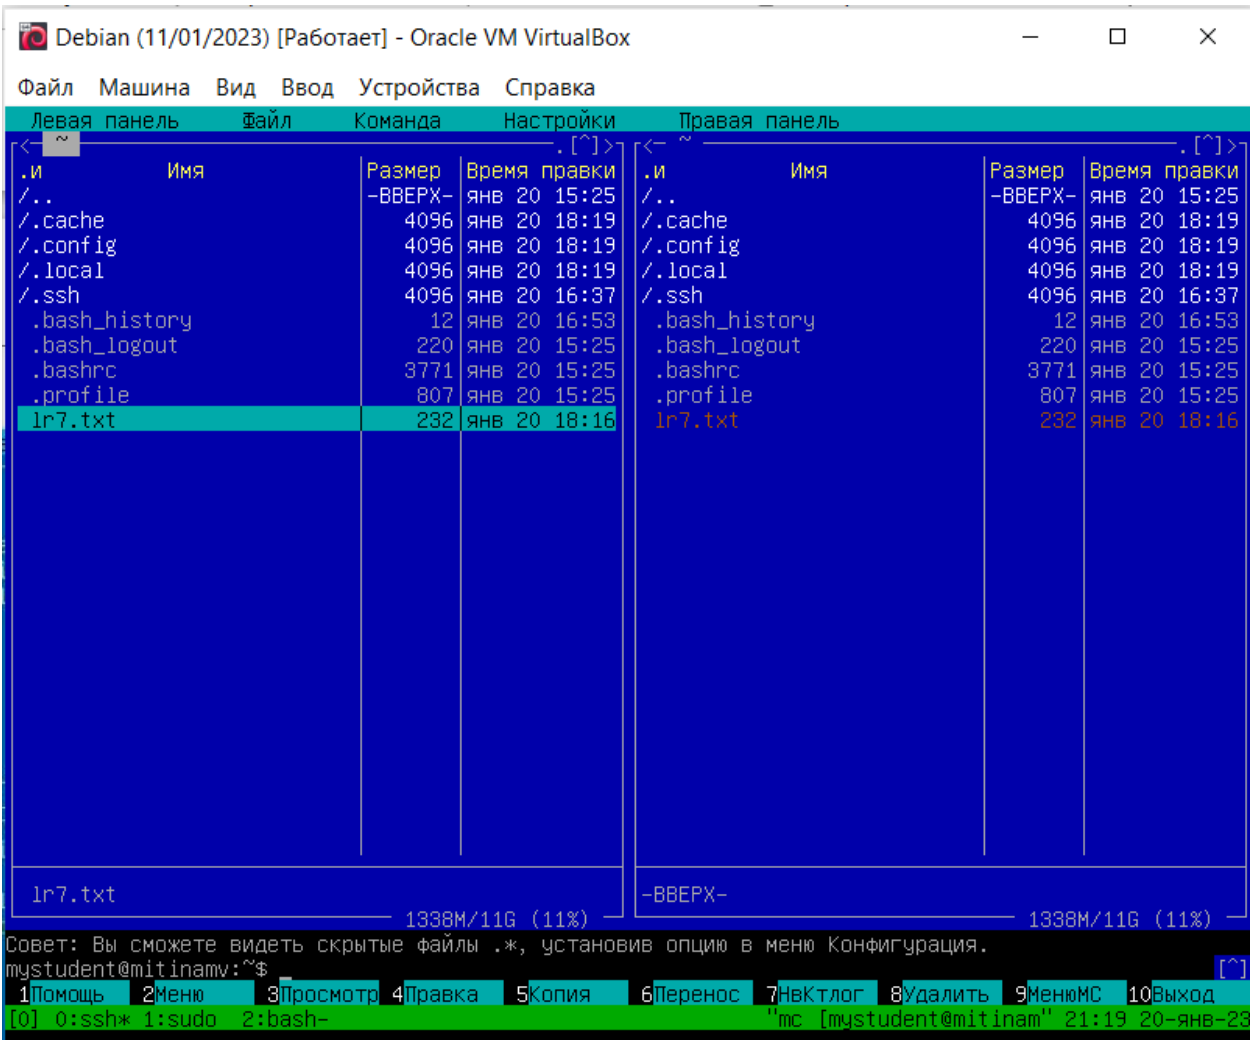 Debian (11/01/2023) [Работает] - Oracle VM VirtualBox
Файл Машина Вид Ввод Устройства Справка
Левая панель Файл Команда Настройки Правая панель
<- ~ .[^]> <- ~ .[^]>
.и Имя Размер Время правки .и Имя Размер Время правки
/.. -ВВЕРХ- янв 20 15:25 /.. -ВВЕРХ- янв 20 15:25
/.cache 4096 янв 20 18:19 /.cache 4096 янв 20 18:19
/.config 4096 янв 20 18:19 /.config 4096 янв 20 18:19
/.local 4096 янв 20 18:19 /.local 4096 янв 20 18:19
/.ssh 4096 янв 20 16:37 /.ssh 4096 янв 20 16:37
.bash_history 12 янв 20 16:53 .bash_history 12 янв 20 16:53
.bash_logout 220 янв 20 15:25 .bash_logout 220 янв 20 15:25
.bashrc 3771 янв 20 15:25 .bashrc 3771 янв 20 15:25
.profile 807 янв 20 15:25 .profile 807 янв 20 15:25
lr7.txt 232 янв 20 18:16 lr7.txt 232 янв 20 18:16
lr7.txt -ВВЕРХ-
1338M/11G (11%) 1338M/11G (11%)
Совет: Вы сможете видеть скрытые файлы .*, установив опцию в меню Конфигурация.
mystudent@mitinamv:~$ _ [^]
1Помощь 2Меню 3Просмотр 4Правка 5Копия 6Перенос 7НвКтлог 8Удалить 9МенюМС 10Выход
[0] 0:ssh* 1:sudo 2:bash- "mc [mystudent@mitinam" 21:19 20-янв-23